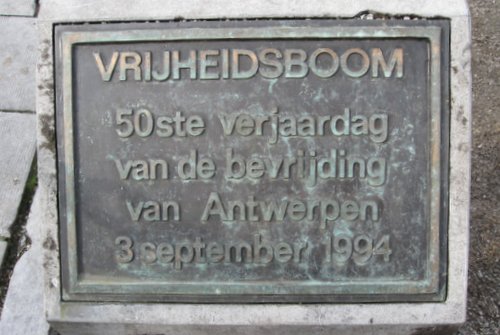 VRIJHEIDSBOOM
50ste verjaardag
van de bevrijding
van Antwerpen
3 september 1994